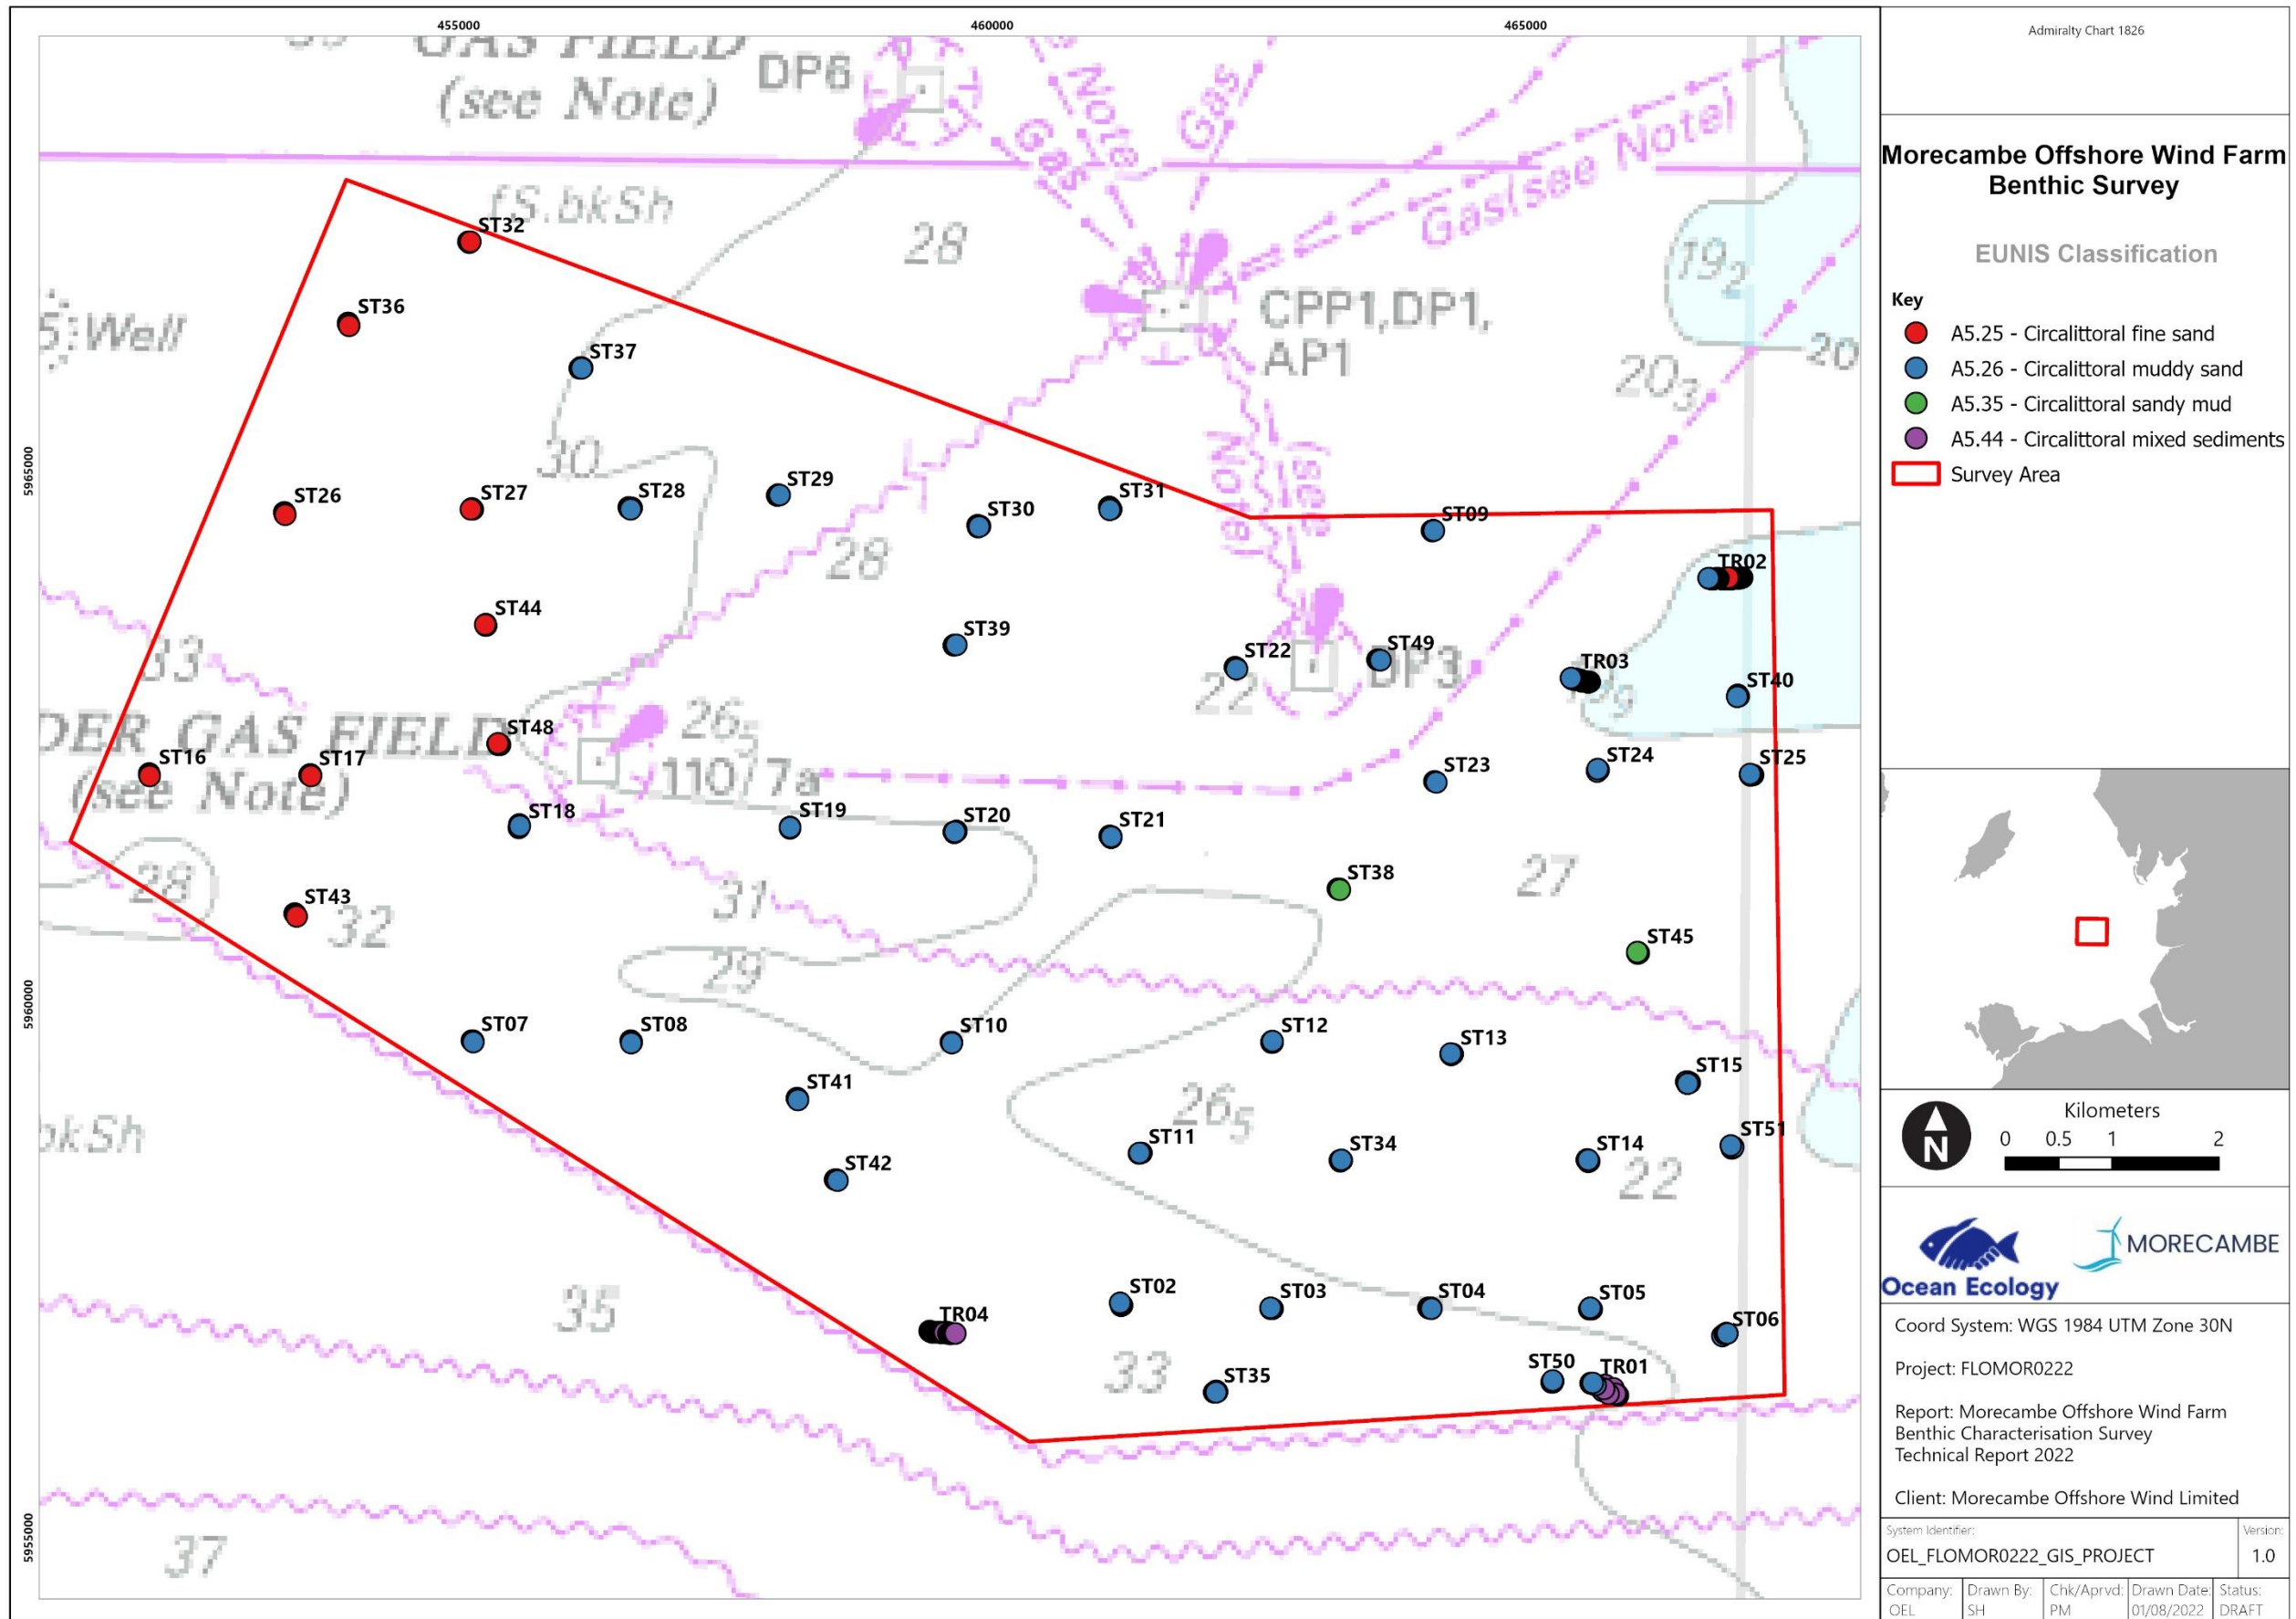 455000
460000
465000
GAS FIELD
(see Note)
DP6
Gas
Note
Gas
Gas(see Note)
fS.bkSh
ST32
28
19₂
ST36
Well
CPP1,DP1,
AP1
ST37
20₃
20
5965000
30
ST26
ST27
ST28
ST29
ST30
ST31
ST09
28
TR02
ST44
ST39
33
ST22
ST49
DP3
22
TR03
ST40
DER GAS FIELD
ST48
26₅
ST16
ST17
(see Note)
110/7a
ST23
ST24
ST25
ST18
ST19
ST20
ST21
28
31
ST38
27
ST43
32
ST45
29
5960000
ST07
ST08
ST10
ST12
ST13
ST15
ST41
bkSh
26₅
ST11
ST34
ST14
ST51
ST42
22
35
ST02
ST03
ST04
ST05
ST06
TR04
33
ST35
ST50
TR01
5955000
37
Admiralty Chart 1826
Morecambe Offshore Wind Farm
Benthic Survey
EUNIS Classification
Key
A5.25 - Circalittoral fine sand
A5.26 - Circalittoral muddy sand
A5.35 - Circalittoral sandy mud
A5.44 - Circalittoral mixed sediments
Survey Area
N
Kilometers
0 0.5 1 2
Ocean Ecology
MORECAMBE
Coord System: WGS 1984 UTM Zone 30N
Project: FLOMOR0222
Report: Morecambe Offshore Wind Farm
Benthic Characterisation Survey
Technical Report 2022
Client: Morecambe Offshore Wind Limited
System Identifier:
OEL_FLOMOR0222_GIS_PROJECT
Version:
1.0
Company:
OEL
Drawn By:
SH
Chk/Aprvd:
PM
Drawn Date:
01/08/2022
Status:
DRAFT